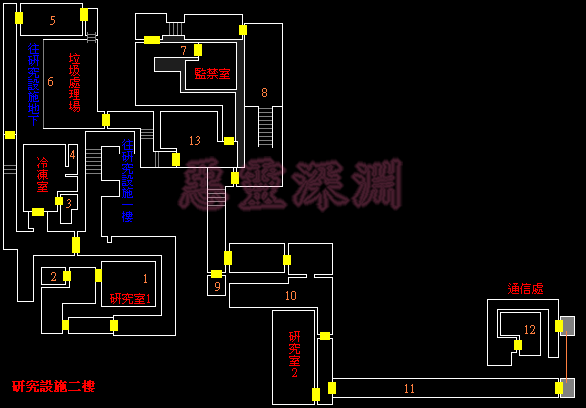 5
往研究設施地下
6
垃圾處理場
7
監禁室
8
13
往研究設施一樓
冷凍室
4
3
惡靈深淵
2
1
研究室1
9
10
通信處
12
研究室2
11
研究設施二樓